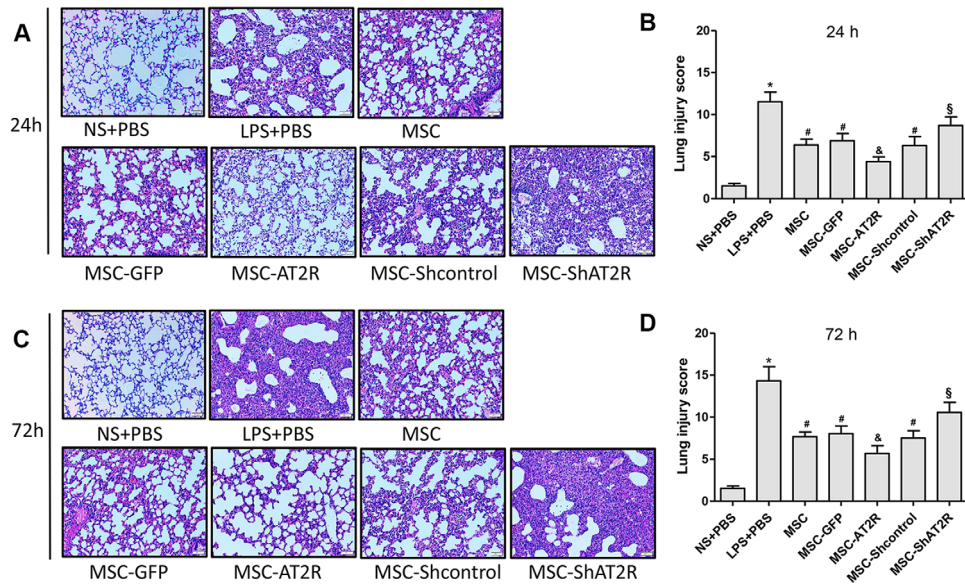 A
24h
NS+PBS
LPS+PBS
MSC
MSC-GFP
MSC-AT2R
MSC-Shcontrol
MSC-ShAT2R
B
24 h
Lung injury score
20
15
10
5
0
*
#
#
&
#
§
NS+PBS
LPS+PBS
MSC
MSC-GFP
MSC-AT2R
MSC-Shcontrol
MSC-ShAT2R
C
72h
NS+PBS
LPS+PBS
MSC
MSC-GFP
MSC-AT2R
MSC-Shcontrol
MSC-ShAT2R
D
72 h
Lung injury score
20
15
10
5
0
*
#
#
&
#
§
NS+PBS
LPS+PBS
MSC
MSC-GFP
MSC-AT2R
MSC-Shcontrol
MSC-ShAT2R